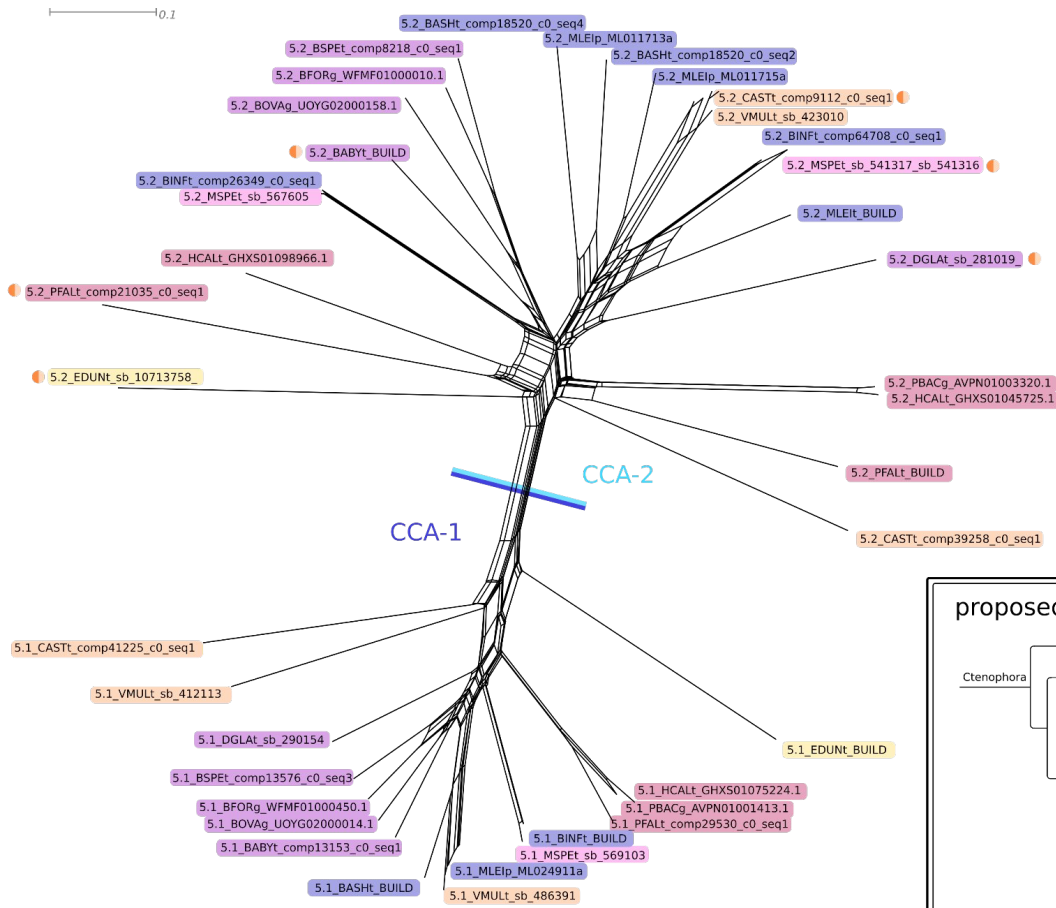 0.1
5.2_BASHt_comp18520_c0_seq4
5.2_MLEIp_ML011713a
5.2_BSPEt_comp8218_c0_seq1
5.2_BASHt_comp18520_c0_seq2
5.2_BFORg_WFMF01000010.1
5.2_MLEIp_ML011715a
5.2_CASTt_comp9112_c0_seq1
5.2_BOVAg_UOYG02000158.1
5.2_VMULt_sb_423010
5.2_BINFt_comp64708_c0_seq1
5.2_BABYt_BUILD
5.2_MSPEt_sb_541317_sb_541316
5.2_BINFt_comp26349_c0_seq1
5.2_MSPEt_sb_567605
5.2_MLEIt_BUILD
5.2_HCALt_GHXS01098966.1
5.2_DGLAt_sb_281019_
5.2_PFALt_comp21035_c0_seq1
5.2_EDUNt_sb_10713758_
5.2_PBACg_AVPN01003320.1
5.2_HCALt_GHXS01045725.1
5.2_PFALt_BUILD
CCA-2
CCA-1
5.2_CASTt_comp39258_c0_seq1
proposed
Ctenophora
5.1_CASTt_comp41225_c0_seq1
5.1_VMULt_sb_412113
5.1_DGLAt_sb_290154
5.1_EDUNt_BUILD
5.1_BSPEt_comp13576_c0_seq3
5.1_HCALt_GHXS01075224.1
5.1_BFORg_WFMF01000450.1
5.1_PBACg_AVPN01001413.1
5.1_BOVAg_UOYG02000014.1
5.1_PFALt_comp29530_c0_seq1
5.1_BINFt_BUILD
5.1_BABYt_comp13153_c0_seq1
5.1_MSPEt_sb_569103
5.1_MLEIp_ML024911a
5.1_BASHt_BUILD
5.1_VMULt_sb_486391